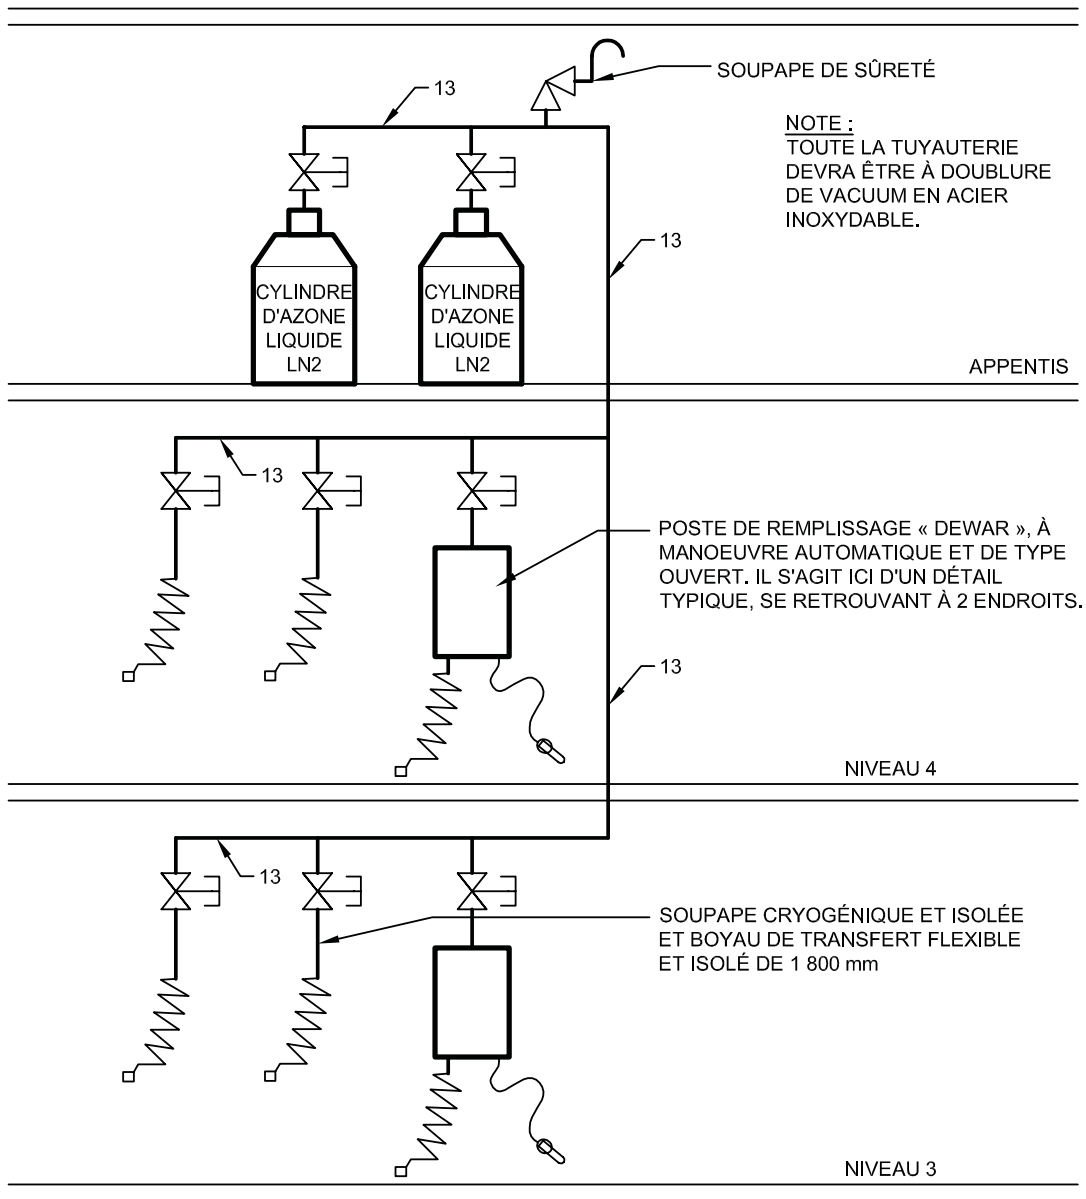 SOUPAPE DE SÛRETÉ
13
NOTE :
TOUTE LA TUYAUTERIE
DEVRA ÊTRE À DOUBLURE
DE VACUUM EN ACIER
INOXYDABLE.
13
CYLINDRE
D'AZONE
LIQUIDE
LN2
CYLINDRE
D'AZONE
LIQUIDE
LN2
APPENTIS
13
POSTE DE REMPLISSAGE « DEWAR », À
MANOEUVRE AUTOMATIQUE ET DE TYPE
OUVERT. IL S'AGIT ICI D'UN DÉTAIL
TYPIQUE, SE RETROUVANT À 2 ENDROITS.
13
NIVEAU 4
13
SOUPAPE CRYOGÉNIQUE ET ISOLÉE
ET BOYAU DE TRANSFERT FLEXIBLE
ET ISOLÉ DE 1 800 mm
NIVEAU 3